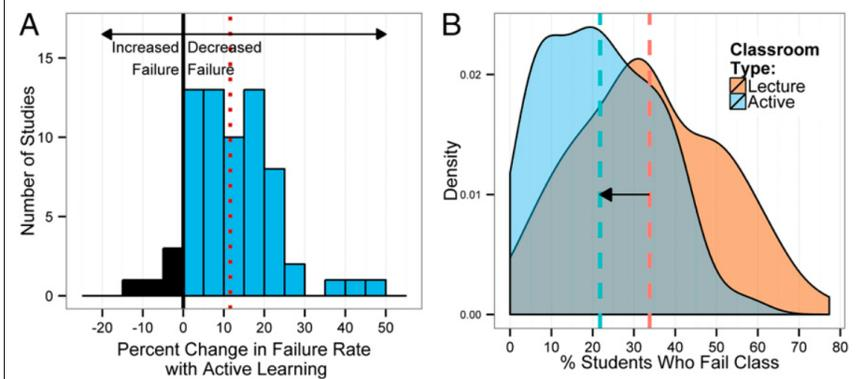 A
Increased Decreased
Failure Failure
Number of Studies
15
10
5
0
-20 -10 0 10 20 30 40 50
Percent Change in Failure Rate
with Active Learning
B
Classroom
Type:
Lecture
Active
Density
0.02
0.01
0.00
0 10 20 30 40 50 60 70 80
% Students Who Fail Class